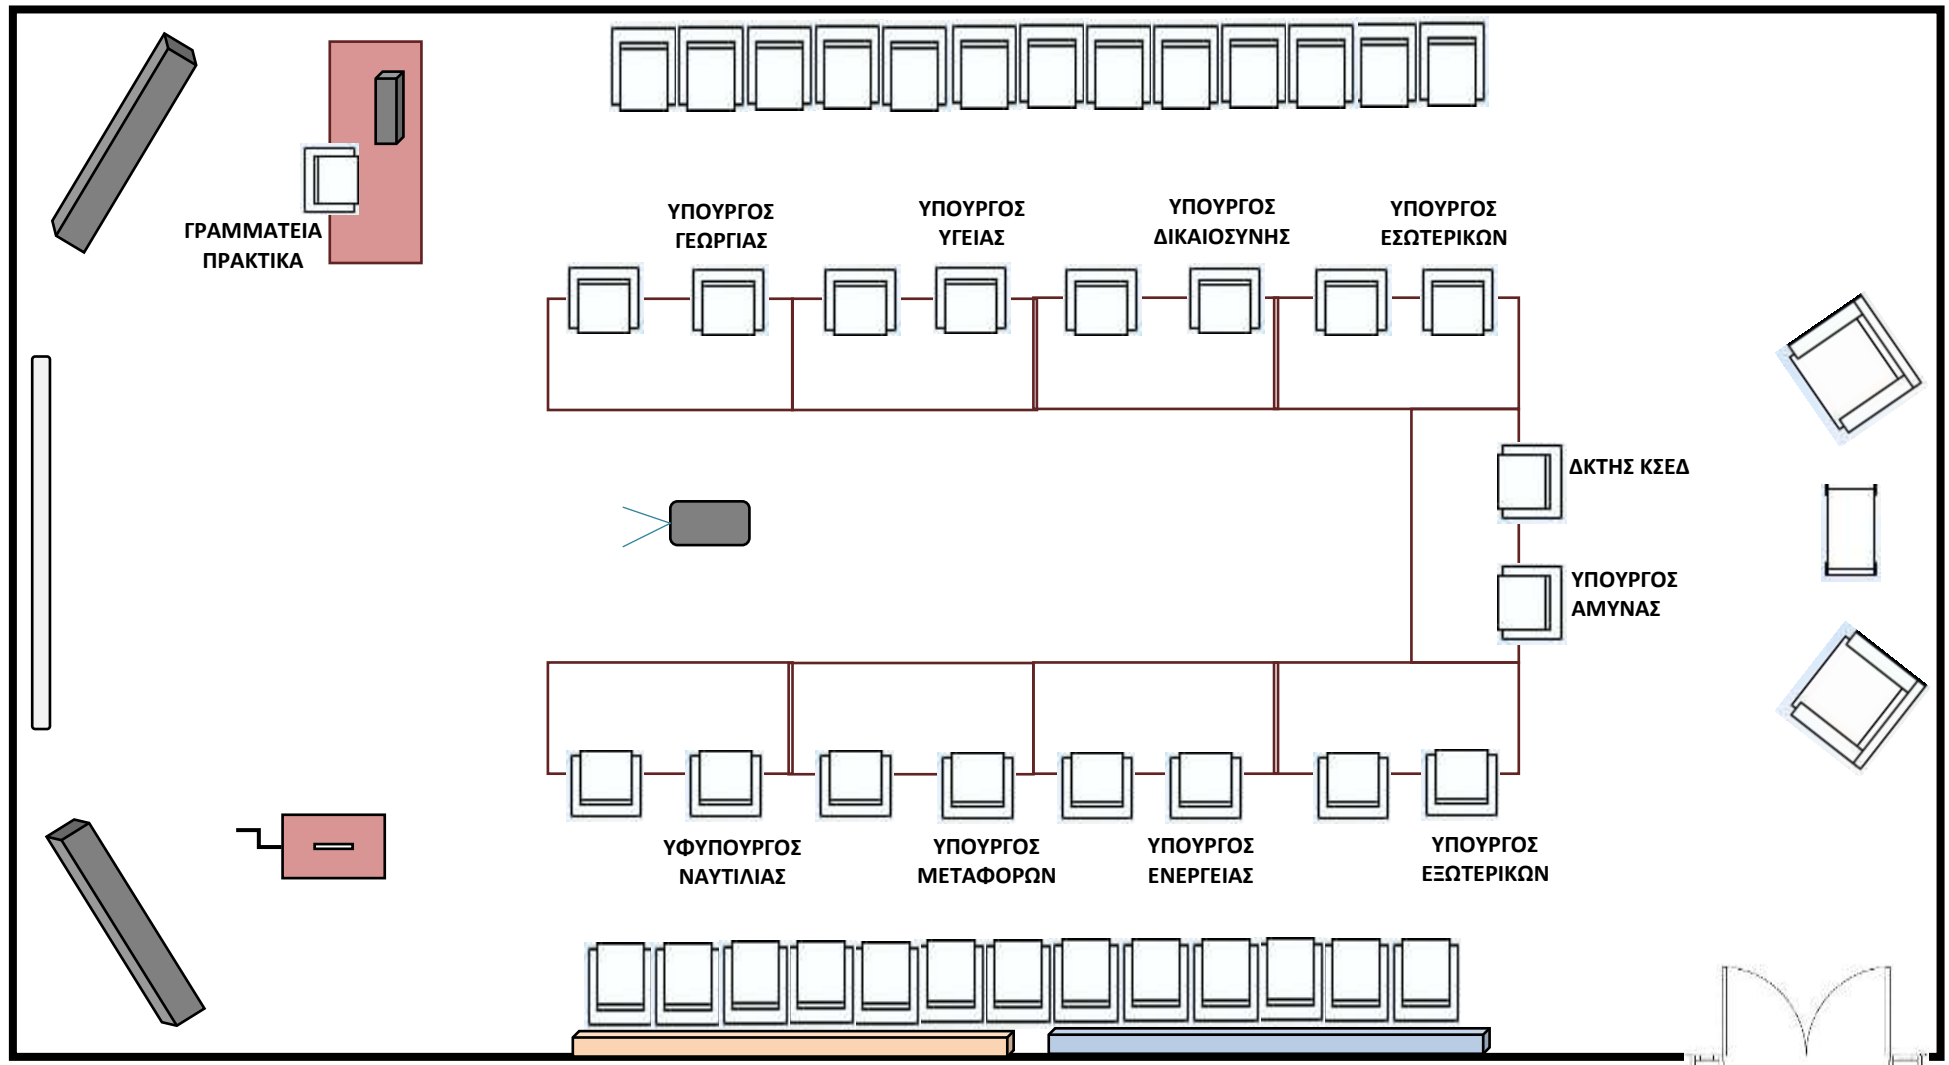 ΓΡΑΜΜΑΤΕΙΑ
ΠΡΑΚΤΙΚΑ
ΥΠΟΥΡΓΟΣ
ΓΕΩΡΓΙΑΣ
ΥΠΟΥΡΓΟΣ
ΥΓΕΙΑΣ
ΥΠΟΥΡΓΟΣ
ΔΙΚΑΙΟΣΥΝΗΣ
ΥΠΟΥΡΓΟΣ
ΕΣΩΤΕΡΙΚΩΝ
ΔΚΤΗΣ ΚΣΕΔ
ΥΠΟΥΡΓΟΣ
ΑΜΥΝΑΣ
ΥΦΥΠΟΥΡΓΟΣ
ΝΑΥΤΙΛΙΑΣ
ΥΠΟΥΡΓΟΣ
ΜΕΤΑΦΟΡΩΝ
ΥΠΟΥΡΓΟΣ
ΕΝΕΡΓΕΙΑΣ
ΥΠΟΥΡΓΟΣ
ΕΞΩΤΕΡΙΚΩΝ